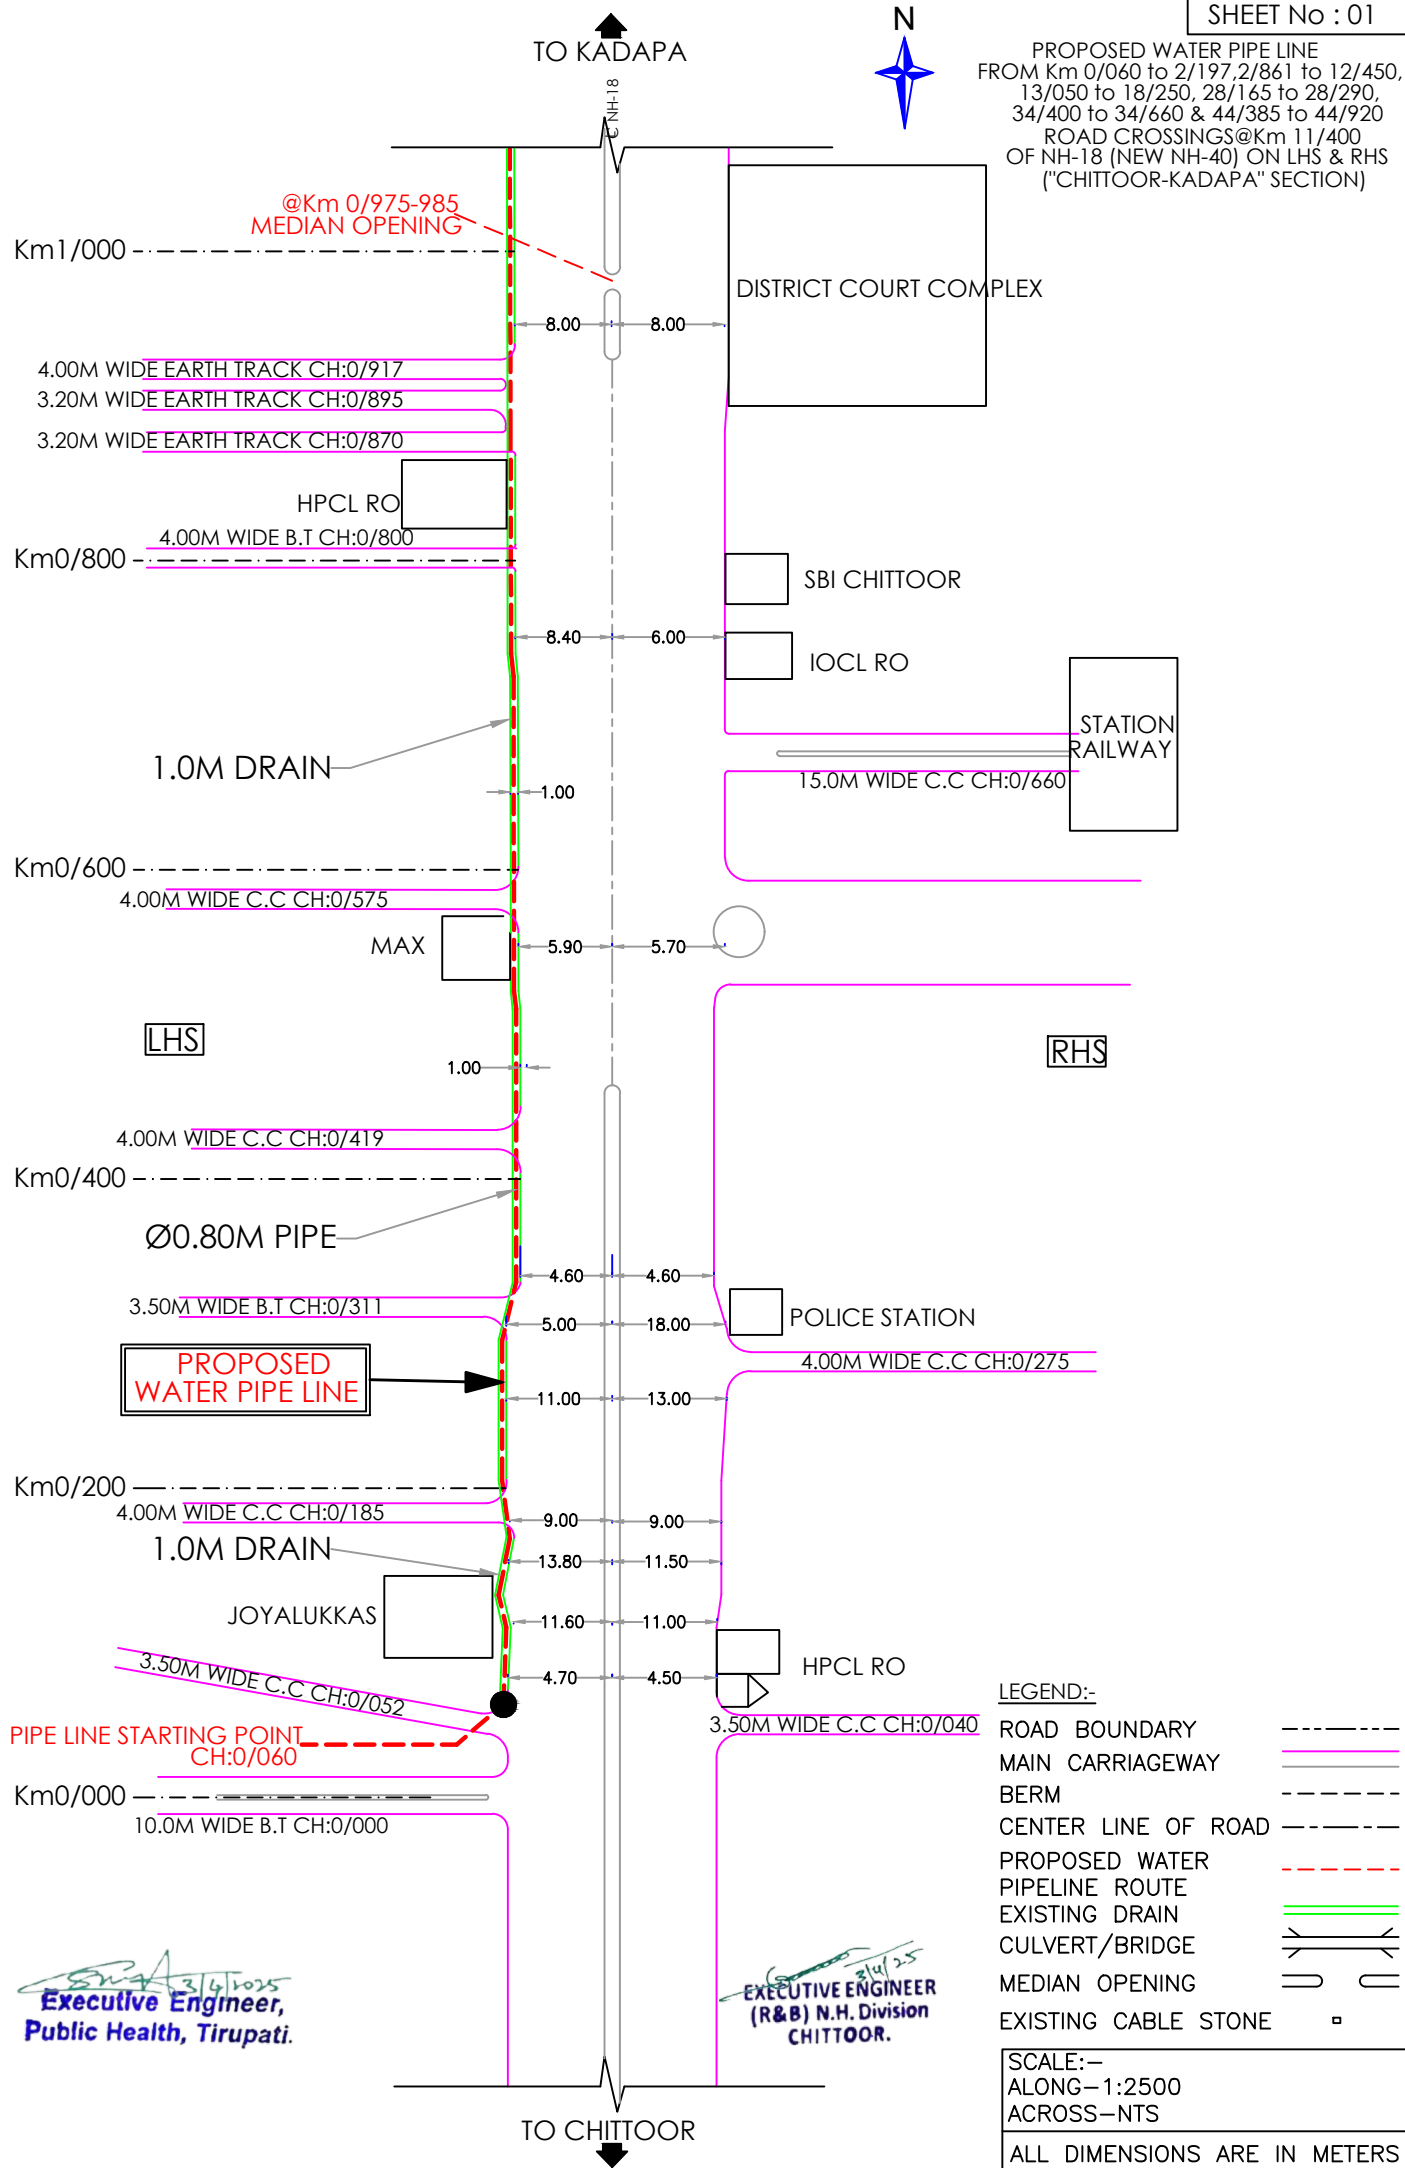 SHEET No : 01
TO KADAPA
N
PROPOSED WATER PIPE LINE
FROM Km 0/060 to 2/197,2/861 to 12/450,
13/050 to 18/250, 28/165 to 28/290,
34/400 to 34/660 & 44/385 to 44/920
ROAD CROSSINGS@Km 11/400
OF NH-18 (NEW NH-40) ON LHS & RHS
("CHITTOOR-KADAPA" SECTION)
NH-18
@Km 0/975-985
MEDIAN OPENING
Km1/000
DISTRICT COURT COMPLEX
8.00 8.00
4.00M WIDE EARTH TRACK CH:0/917
3.20M WIDE EARTH TRACK CH:0/895
3.20M WIDE EARTH TRACK CH:0/870
HPCL RO
4.00M WIDE B.T CH:0/800
Km0/800
SBI CHITTOOR
8.40 6.00
IOCL RO
STATION
RAILWAY
1.0M DRAIN
15.0M WIDE C.C CH:0/660
1.00
Km0/600
4.00M WIDE C.C CH:0/575
MAX
5.90 5.70
LHS
RHS
1.00
4.00M WIDE C.C CH:0/419
Km0/400
Ø0.80M PIPE
4.60 4.60
3.50M WIDE B.T CH:0/311
POLICE STATION
5.00 18.00
PROPOSED
WATER PIPE LINE
4.00M WIDE C.C CH:0/275
11.00 13.00
Km0/200
4.00M WIDE C.C CH:0/185
9.00 9.00
1.0M DRAIN
13.80 11.50
JOYALUKKAS
11.60 11.00
HPCL RO
4.70 4.50
3.50M WIDE C.C CH:0/052
3.50M WIDE C.C CH:0/040
PIPE LINE STARTING POINT
CH:0/060
Km0/000
10.0M WIDE B.T CH:0/000
LEGEND:-
ROAD BOUNDARY
MAIN CARRIAGEWAY
BERM
CENTER LINE OF ROAD
PROPOSED WATER
PIPELINE ROUTE
EXISTING DRAIN
CULVERT/BRIDGE
MEDIAN OPENING
EXISTING CABLE STONE
3/4/2025
Executive Engineer,
Public Health, Tirupati.
3/4/25
EXECUTIVE ENGINEER
(R&B) N.H. Division
CHITTOOR.
SCALE:-
ALONG-1:2500
ACROSS-NTS
ALL DIMENSIONS ARE IN METERS
TO CHITTOOR